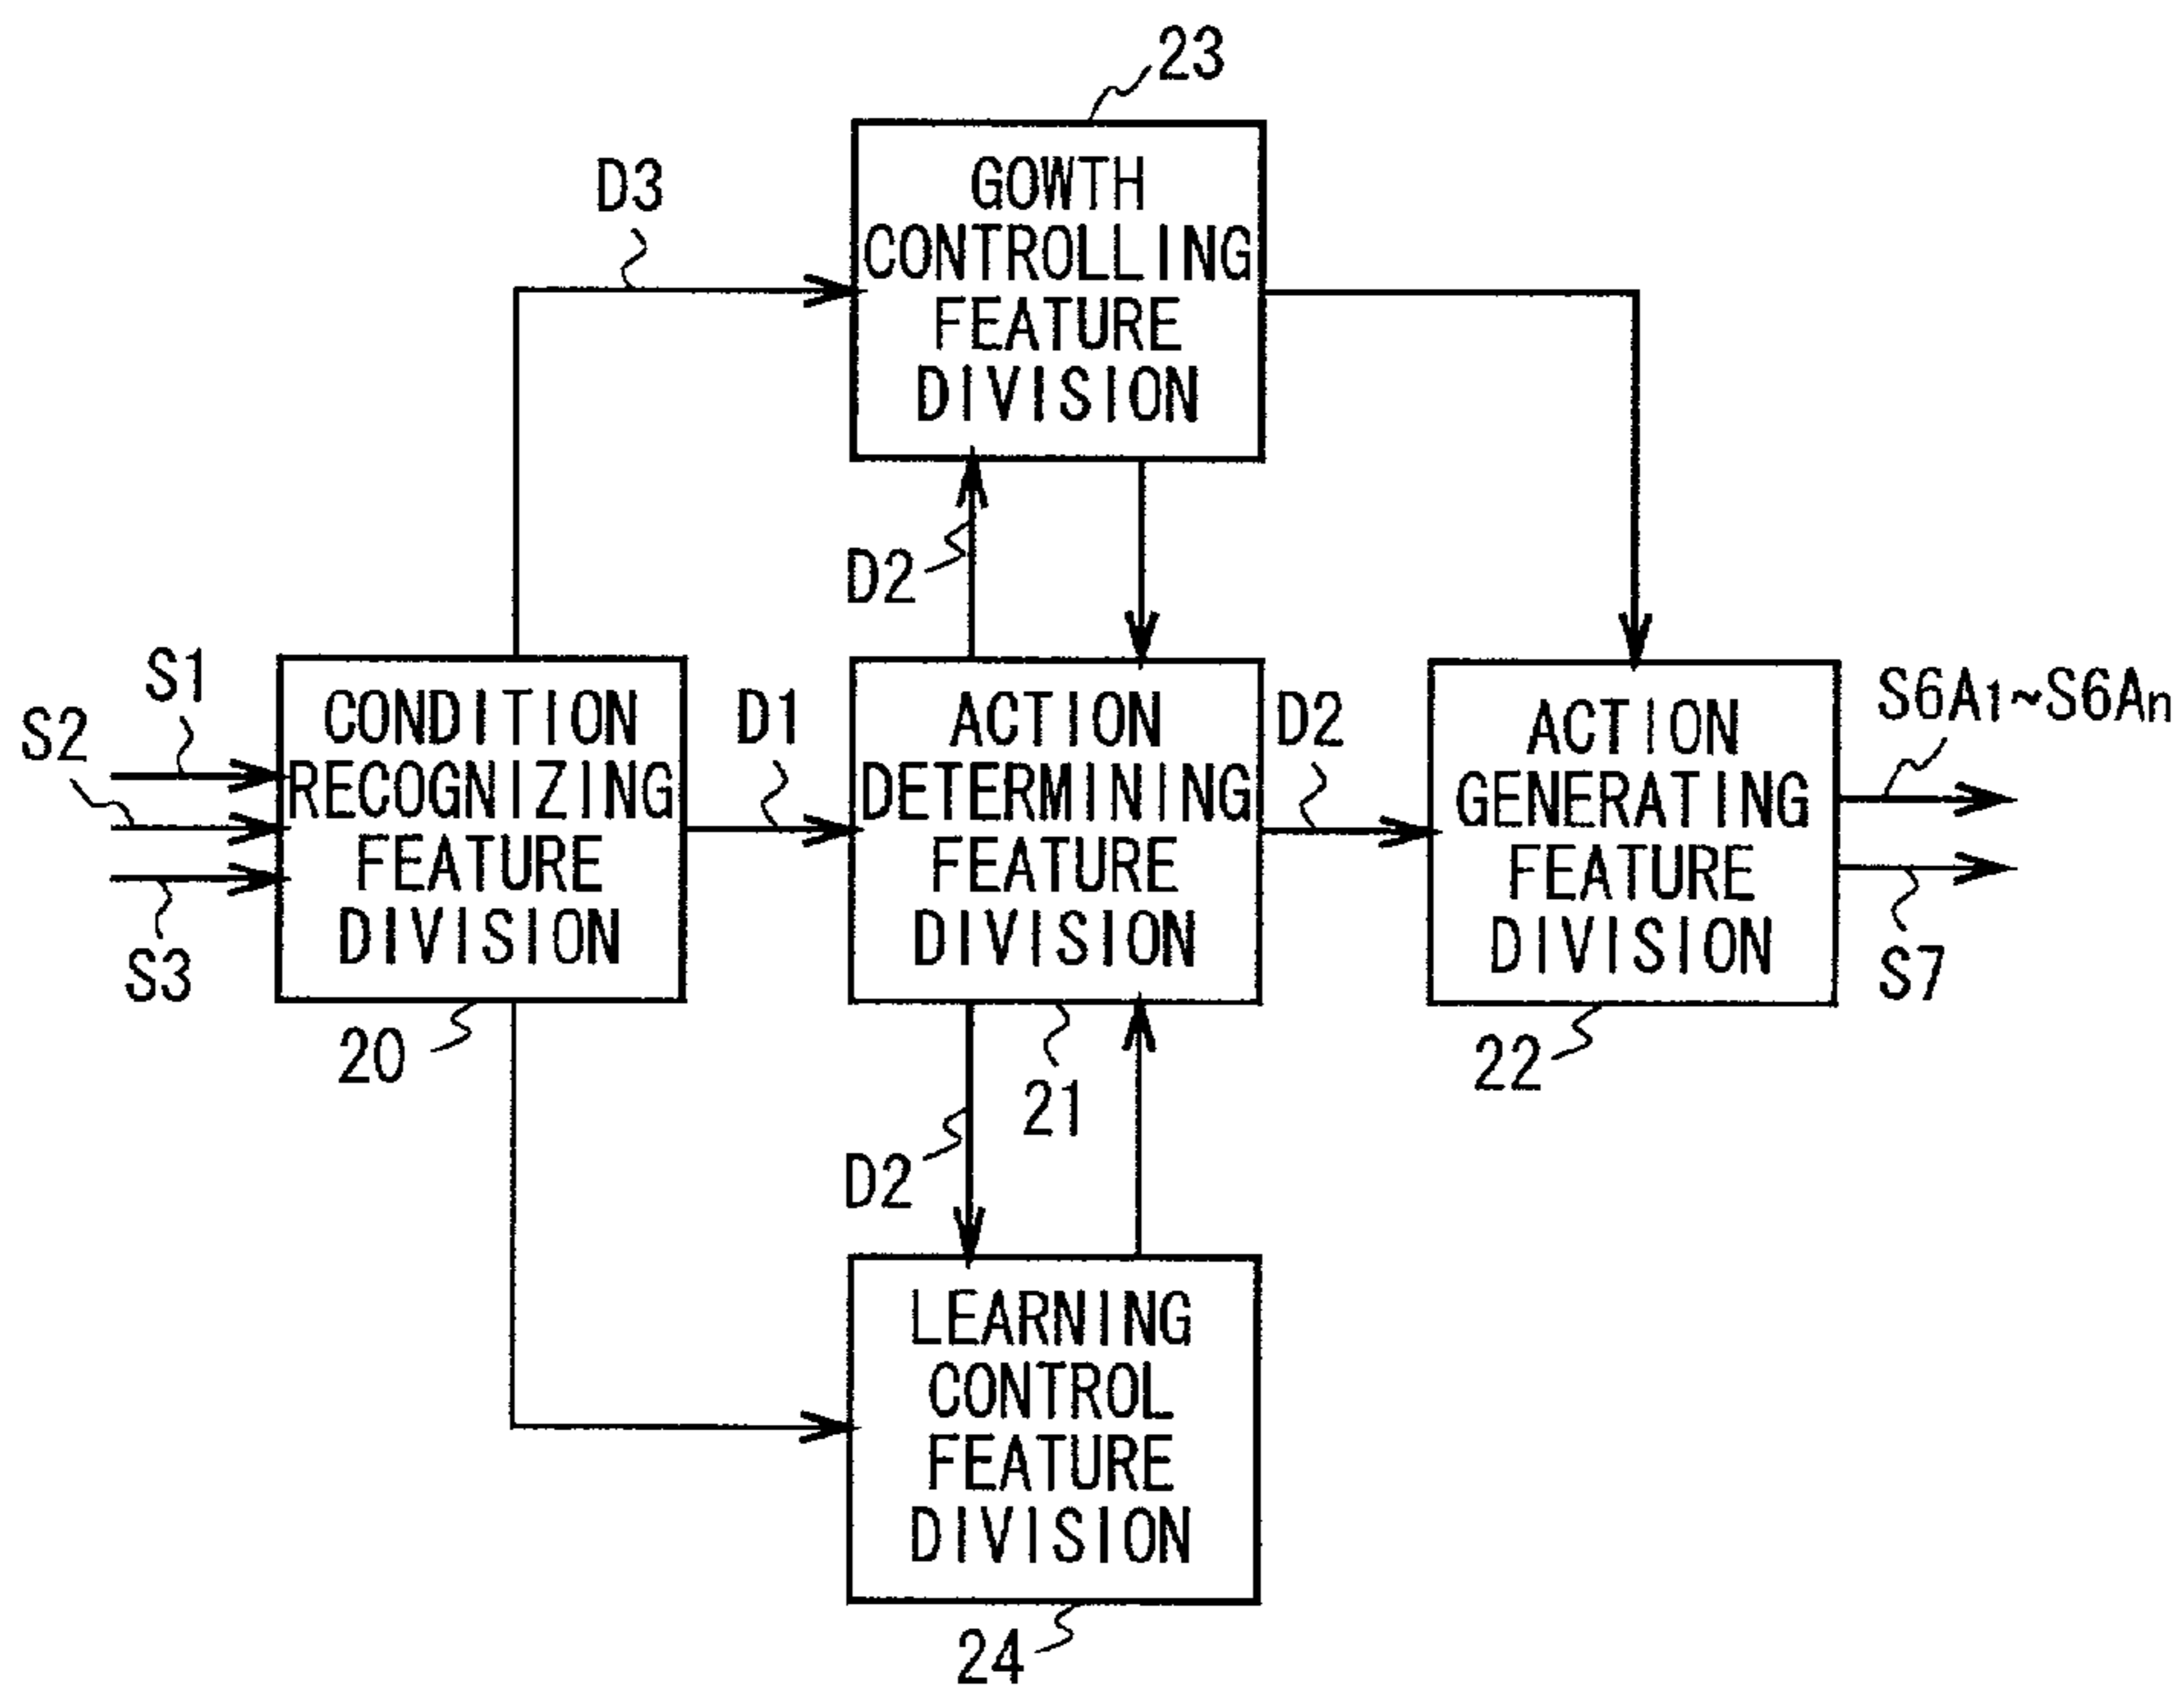 23
GOWTH
CONTROLLING
FEATURE
DIVISION
D3
D2
S1
S2
S3
CONDITION
RECOGNIZING
FEATURE
DIVISION
20
D1
ACTION
DETERMINING
FEATURE
DIVISION
21
D2
ACTION
GENERATING
FEATURE
DIVISION
22
S6A1~S6An
S7
D2
LEARNING
CONTROL
FEATURE
DIVISION
24